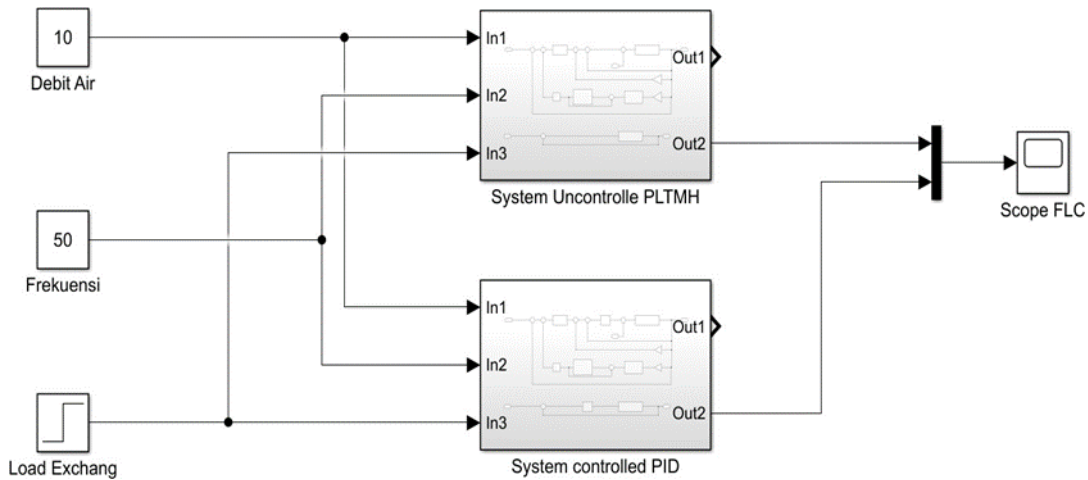 10
Debit Air
In1
In2
In3
Out1
Out2
System Uncontrolle PLTMH
50
Frekuensi
Scope FLC
In1
In2
In3
Out1
Out2
System controlled PID
Load Exchang